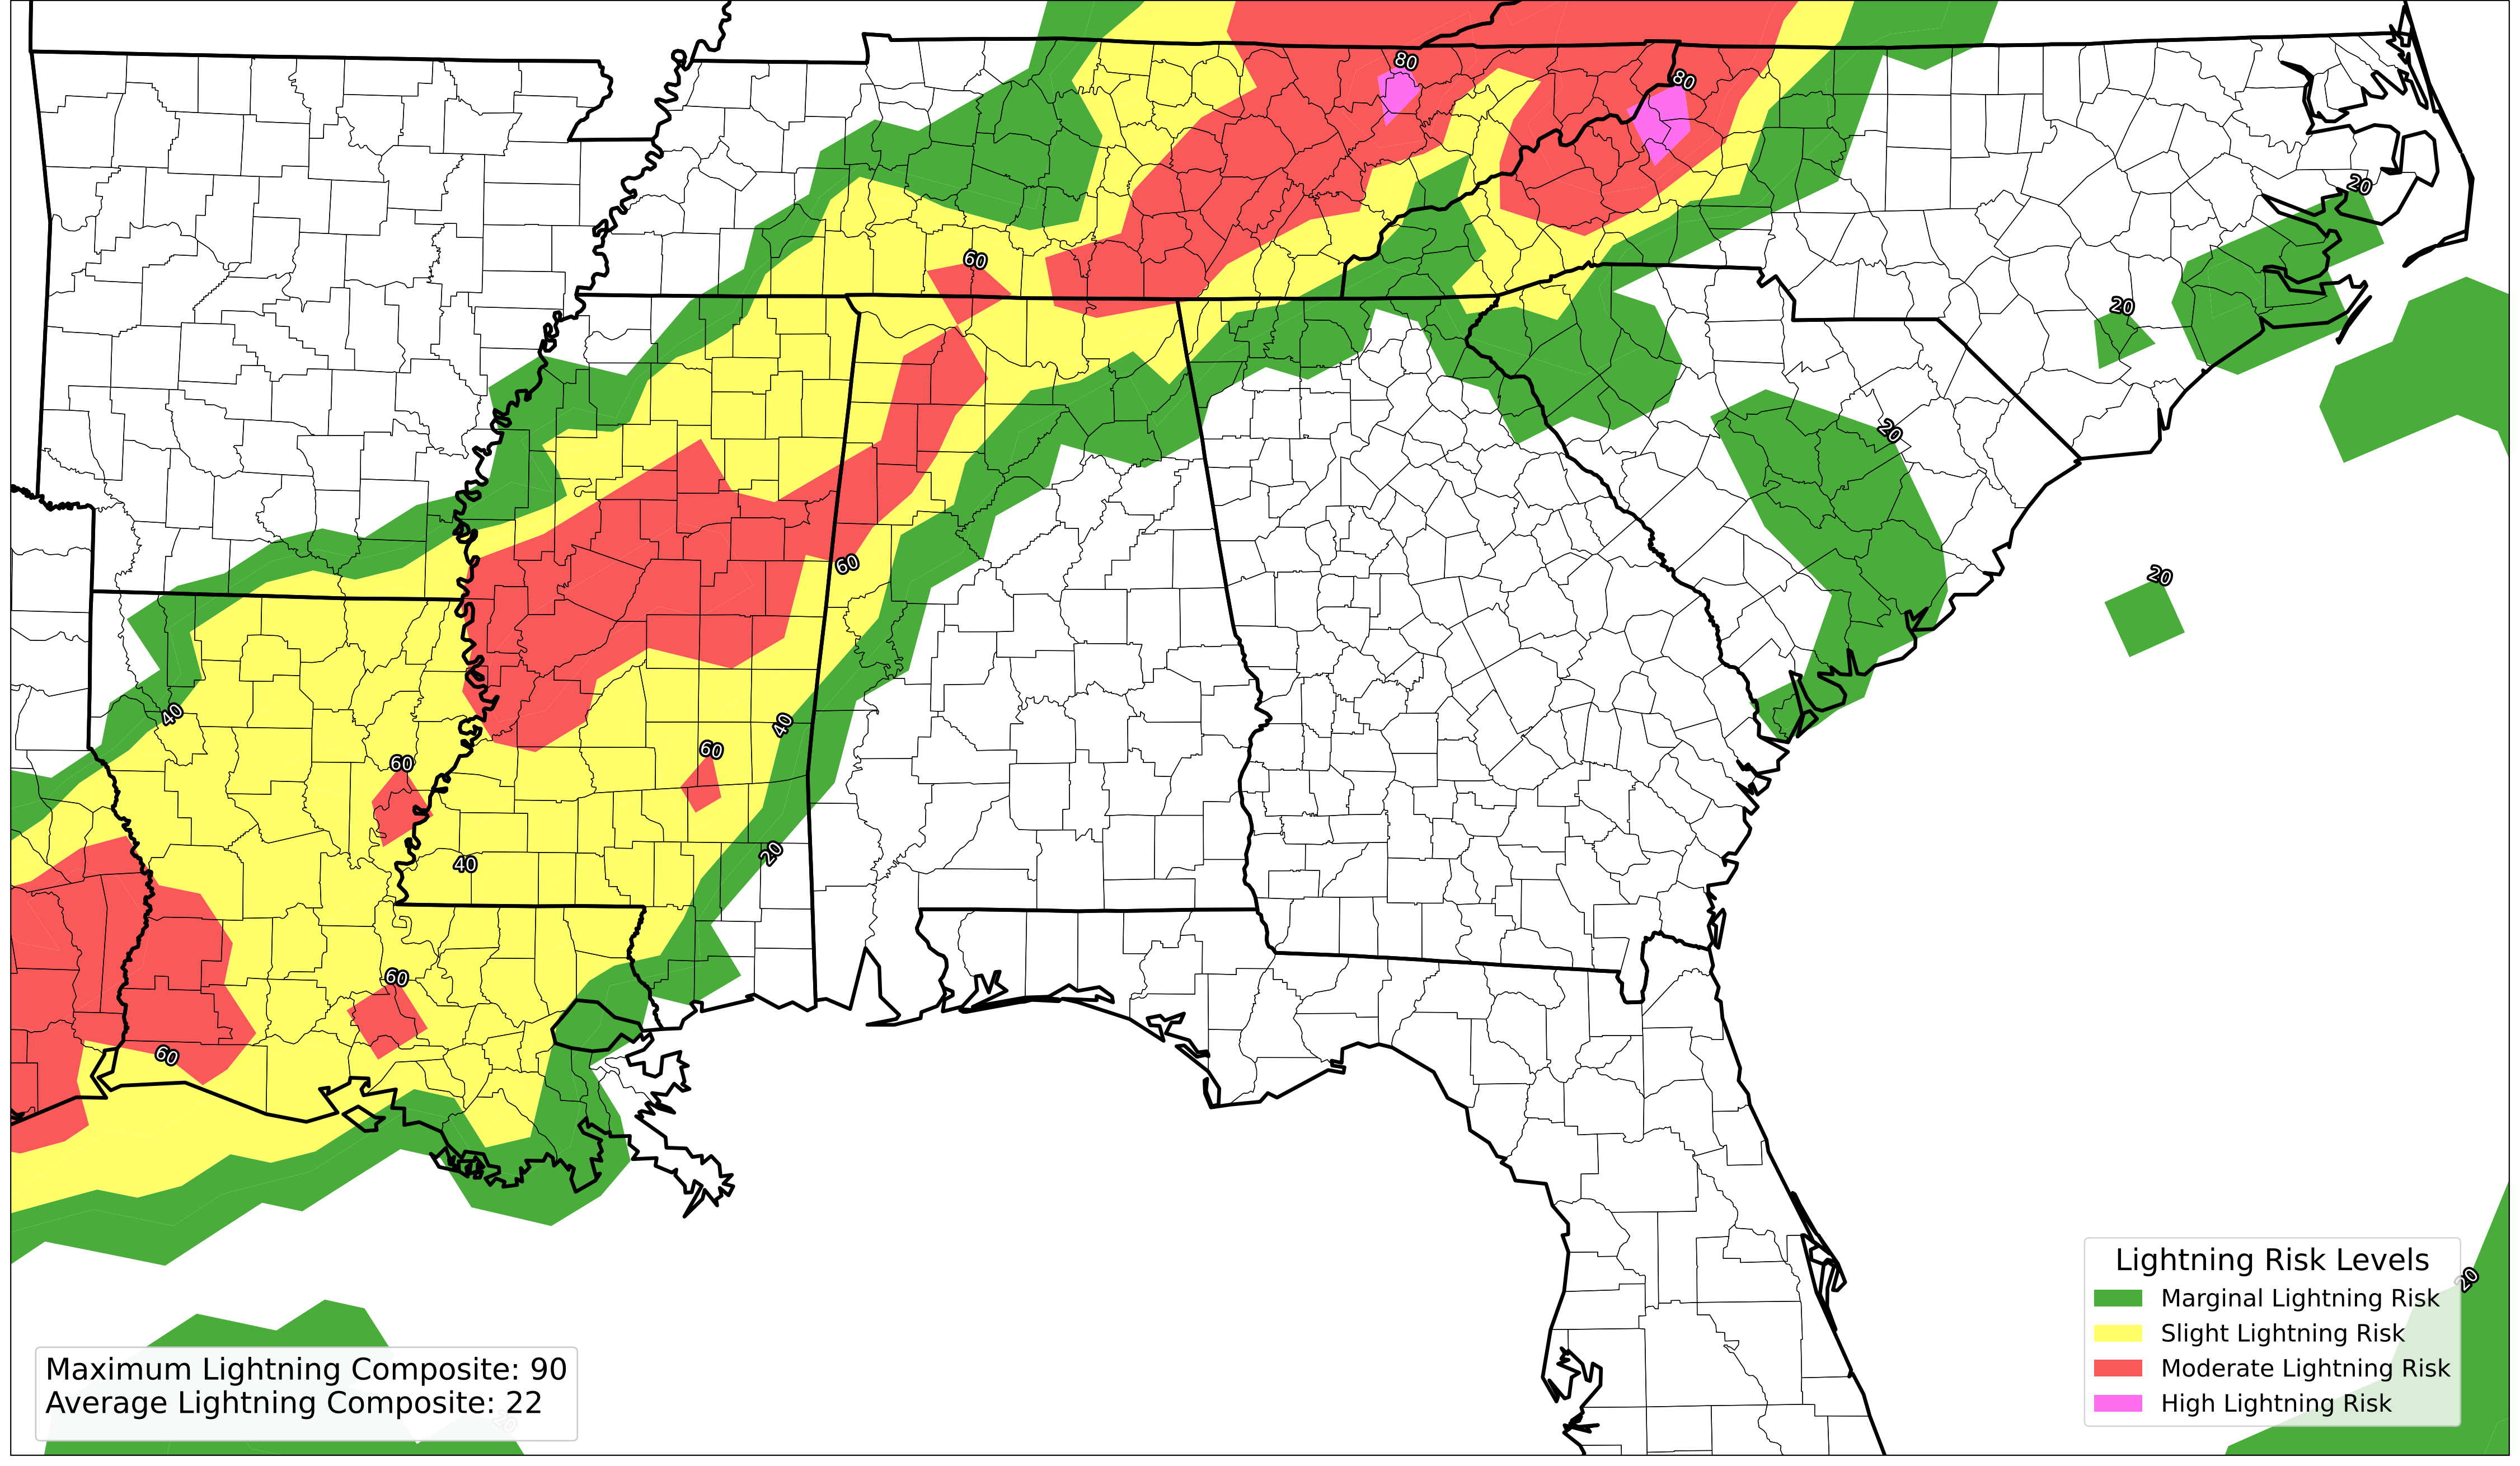 80
80
20
60
20
20
60
20
40
40
60
60
20
40
60
60
20
20
Lightning Risk Levels
Marginal Lightning Risk
Slight Lightning Risk
Moderate Lightning Risk
High Lightning Risk
Maximum Lightning Composite: 90
Average Lightning Composite: 22
20